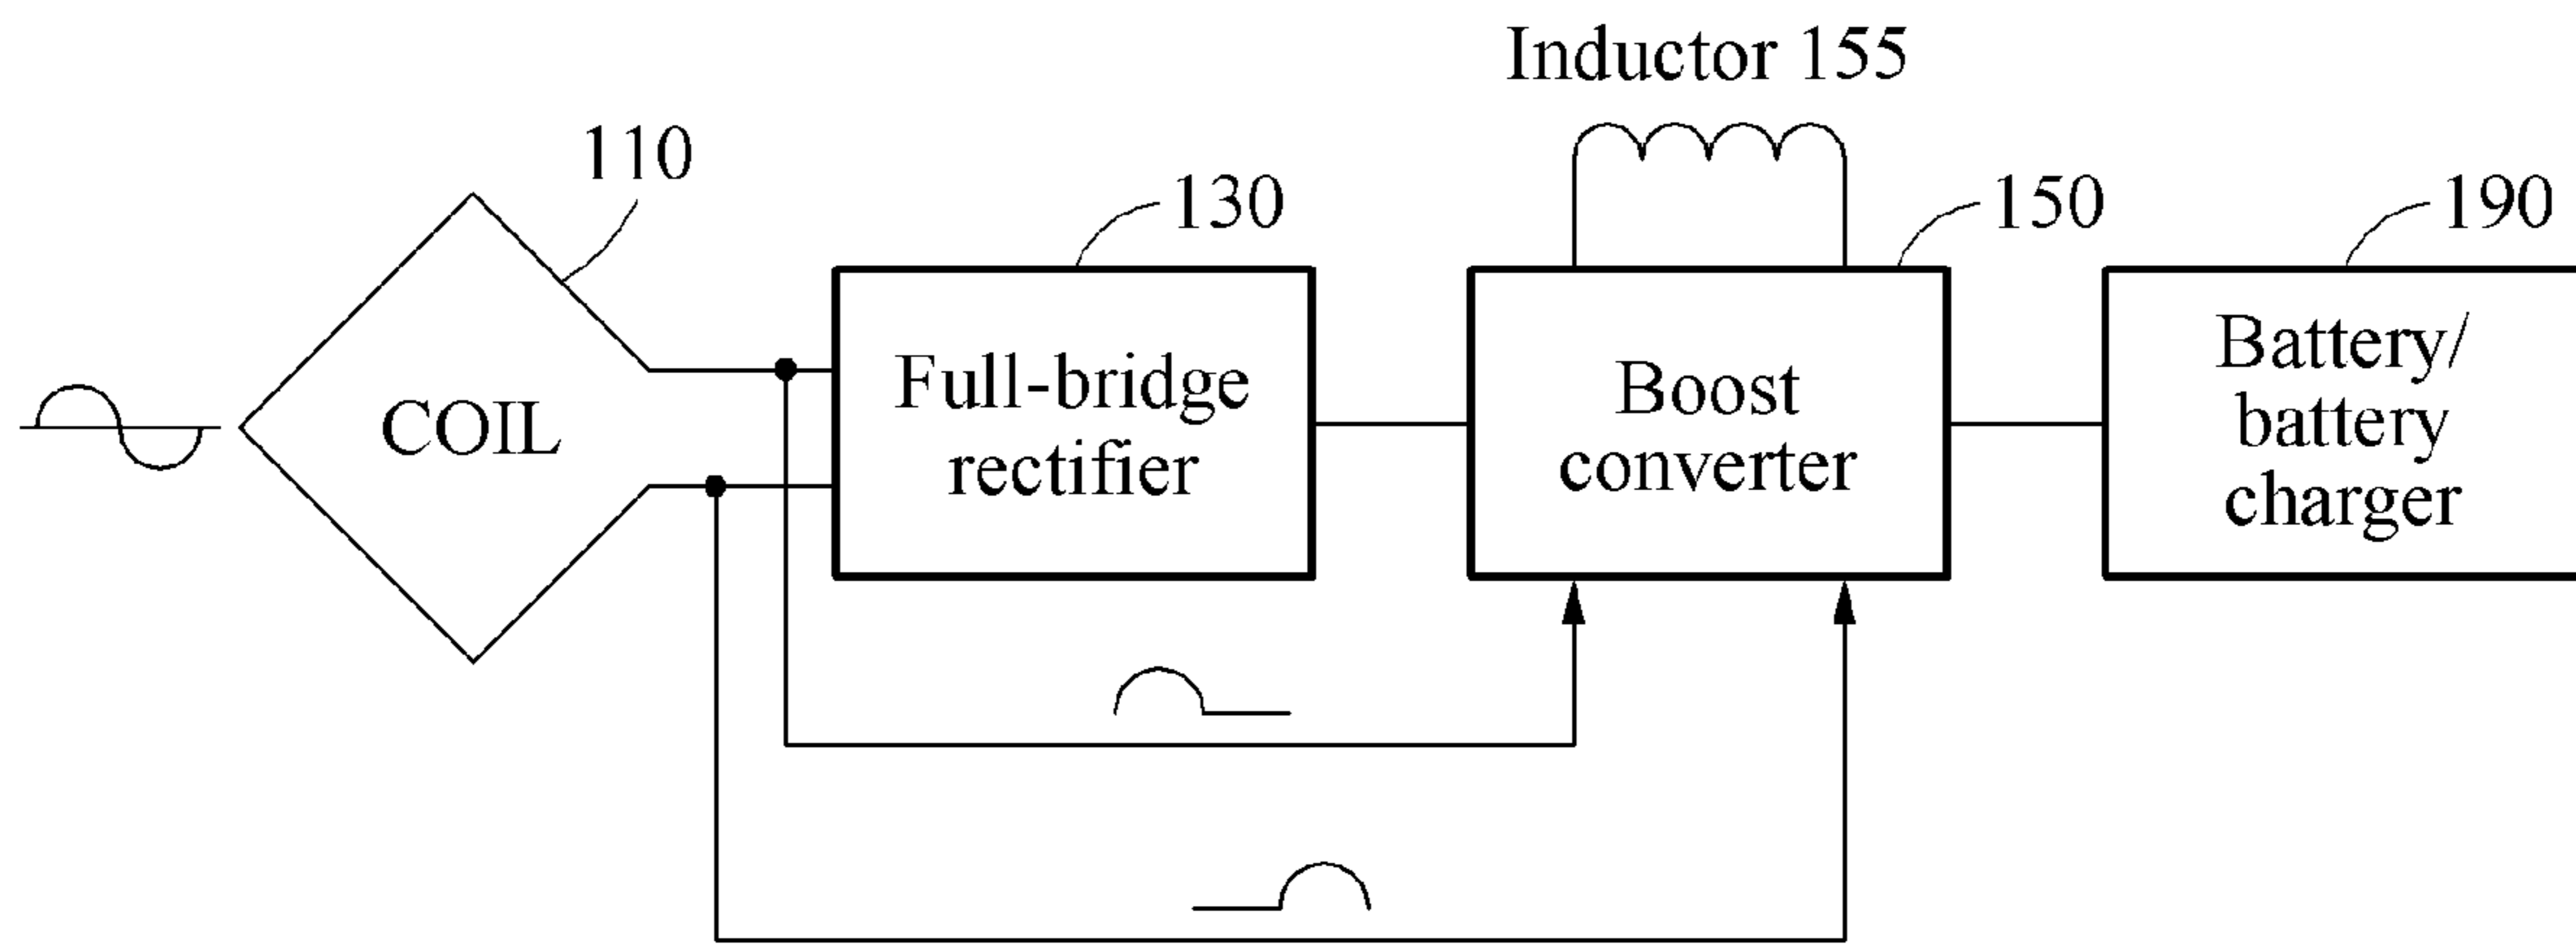 Inductor 155
110
130
150
190
COIL
Full-bridge
rectifier
Boost
converter
Battery/
battery
charger